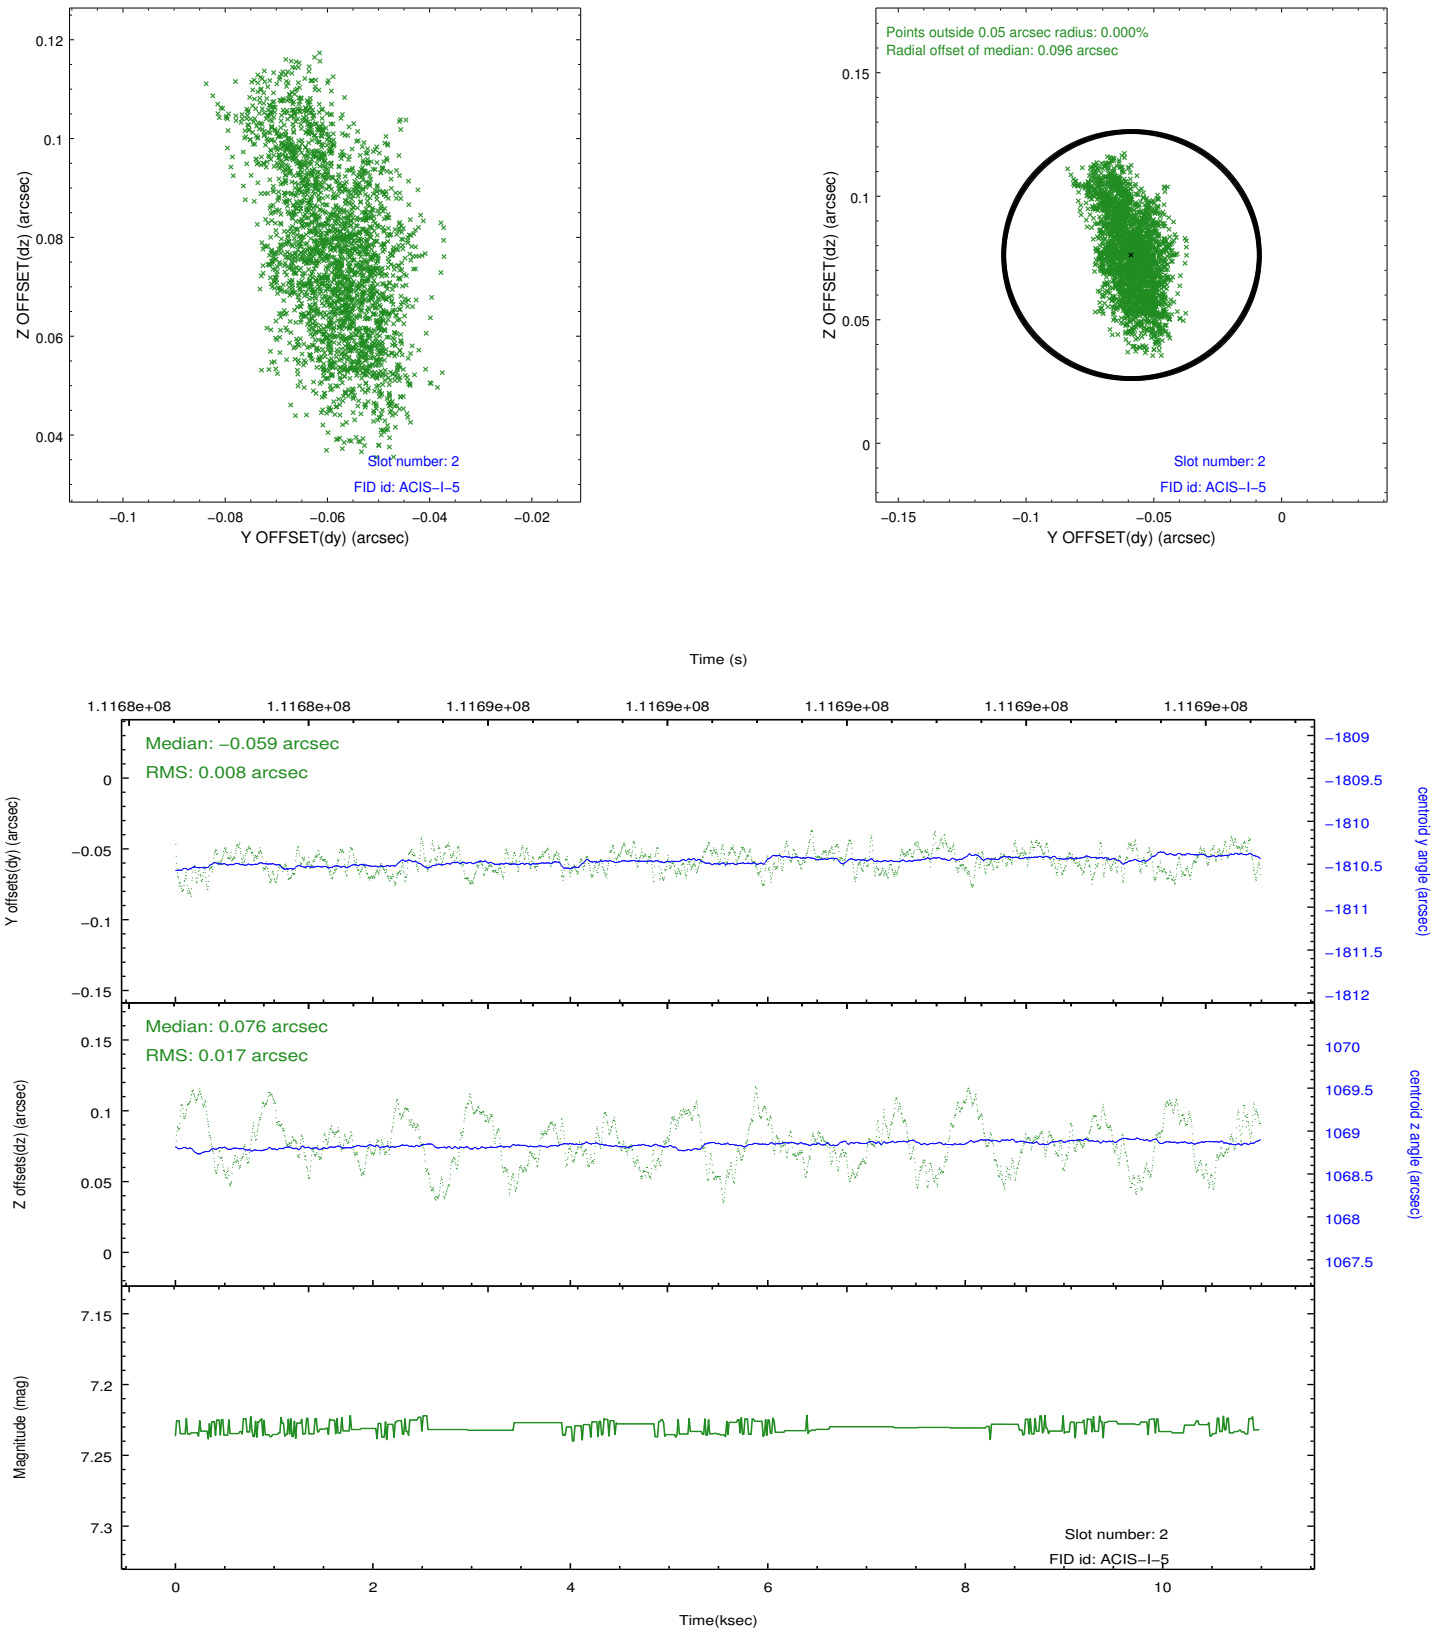 0.12
0.1
0.08
0.06
0.04
Z OFFSET(dz) (arcsec)
Slot number: 2
FID id: ACIS-I-5
-0.1 -0.08 -0.06 -0.04 -0.02
Y OFFSET(dy) (arcsec)
Points outside 0.05 arcsec radius: 0.000%
Radial offset of median: 0.096 arcsec
0.15
0.1
0.05
0
Z OFFSET(dz) (arcsec)
Slot number: 2
FID id: ACIS-I-5
-0.15 -0.1 -0.05 0
Y OFFSET(dy) (arcsec)
Time (s)
1.1168e+08 1.1168e+08 1.1169e+08 1.1169e+08 1.1169e+08 1.1169e+08 1.1169e+08
Median: -0.059 arcsec
RMS: 0.008 arcsec
0
-0.05
-0.1
-0.15
Y offsets(dy) (arcsec)
-1809
-1809.5
-1810
-1810.5
-1811
-1811.5
-1812
centroid y angle (arcsec)
Median: 0.076 arcsec
RMS: 0.017 arcsec
0.15
0.1
0.05
0
Z offsets(dz) (arcsec)
1070
1069.5
1069
1068.5
1068
1067.5
centroid z angle (arcsec)
7.15
7.2
7.25
7.3
Magnitude (mag)
Slot number: 2
FID id: ACIS-I-5
0 2 4 6 8 10
Time(ksec)